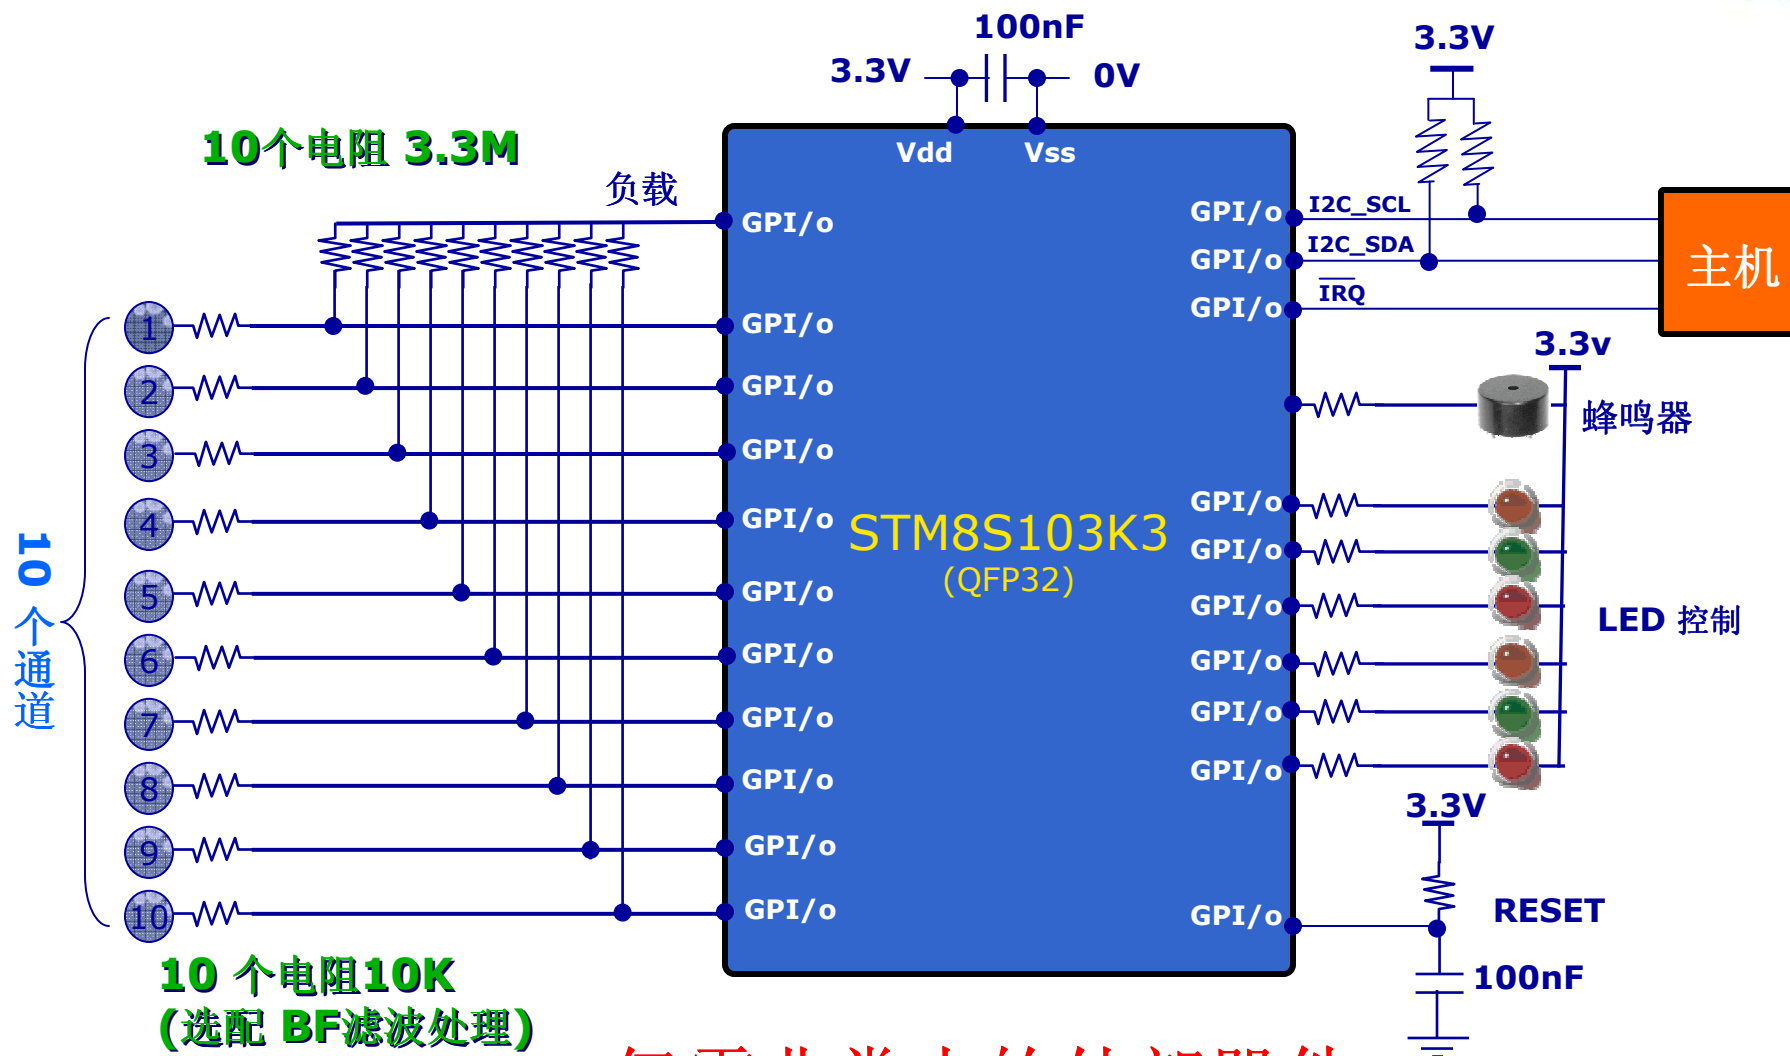 100nF
3.3V
0V
3.3V
10个电阻 3.3M
Vdd
Vss
负载
GPI/o
GPI/o
I2C_SCL
GPI/o
I2C_SDA
主机
GPI/o
IRQ
1
GPI/o
3.3v
2
GPI/o
蜂鸣器
3
GPI/o
4
GPI/o
STM8S103K3
(QFP32)
GPI/o
GPI/o
10个通道
5
GPI/o
GPI/o
LED 控制
6
GPI/o
GPI/o
7
GPI/o
GPI/o
8
GPI/o
GPI/o
3.3V
9
GPI/o
10
GPI/o
GPI/o
RESET
10 个电阻10K
(选配 BF滤波处理)
100nF